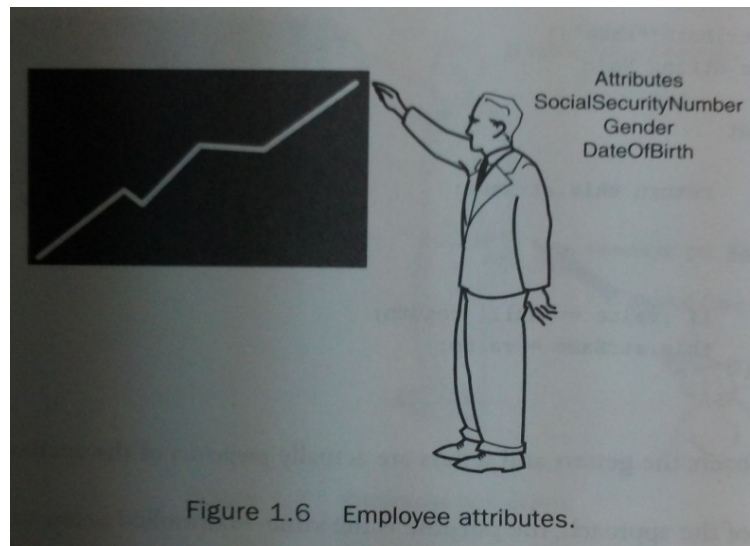 Attributes
SocialSecurityNumber
Gender
DateOfBirth
Figure 1.6 Employee attributes.